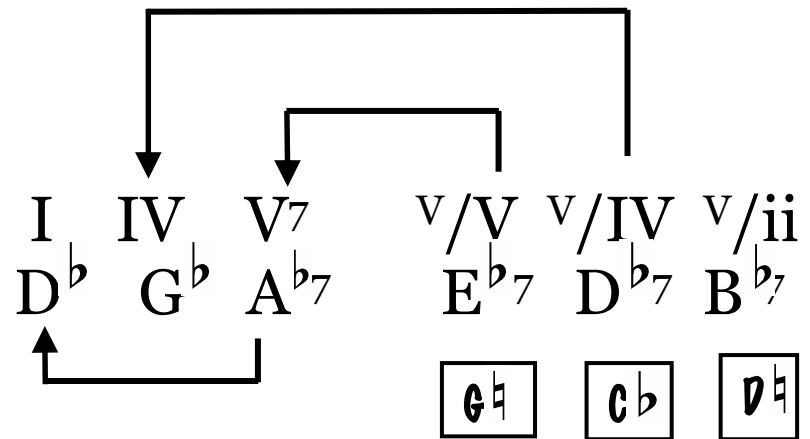 I IV V7 V/V V/IV V/ii
D♭ G♭ A♭7 E♭7 D♭7 B♭7
G♮ C♭ D♮